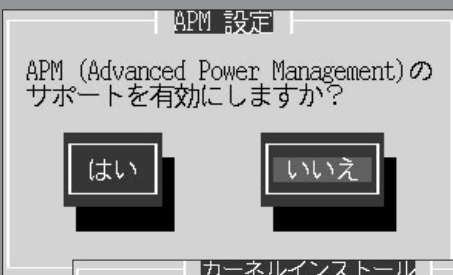 APM 設定
APM (Advanced Power Management)の
サポートを有効にしますか?
はい
いいえ
カーネルインストール